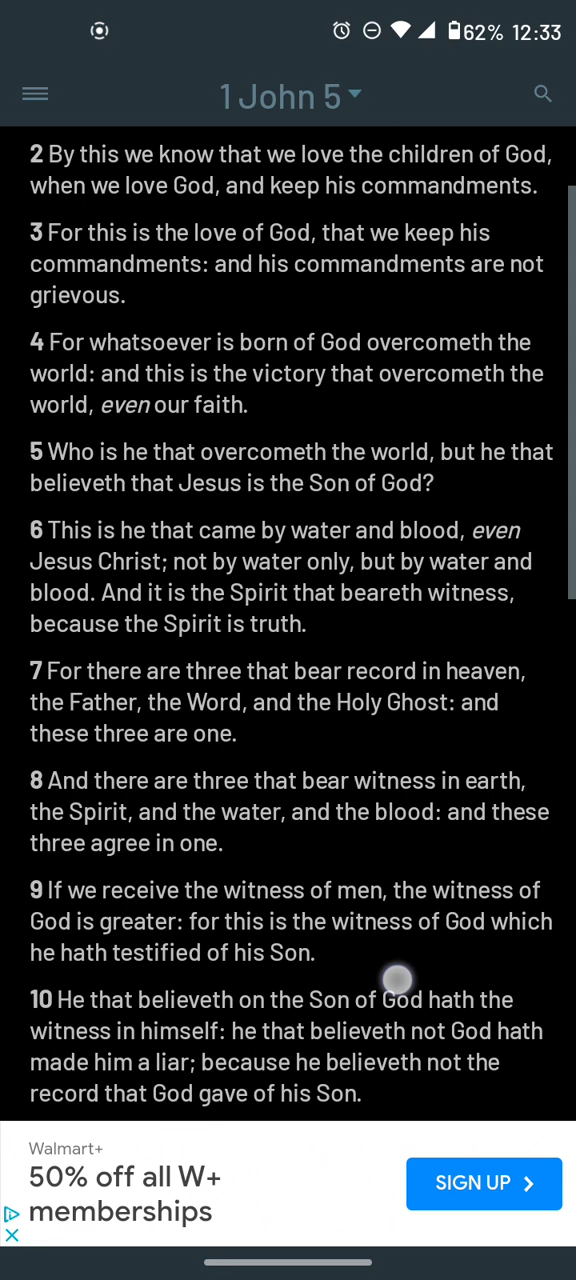 62% 12:33
1 John 5
2 By this we know that we love the children of God,
when we love God, and keep his commandments.
3 For this is the love of God, that we keep his
commandments: and his commandments are not
grievous.
4 For whatsoever is born of God overcometh the
world: and this is the victory that overcometh the
world, even our faith.
5 Who is he that overcometh the world, but he that
believeth that Jesus is the Son of God?
6 This is he that came by water and blood, even
Jesus Christ; not by water only, but by water and
blood. And it is the Spirit that beareth witness,
because the Spirit is truth.
7 For there are three that bear record in heaven,
the Father, the Word, and the Holy Ghost: and
these three are one.
8 And there are three that bear witness in earth,
the Spirit, and the water, and the blood: and these
three agree in one.
9 If we receive the witness of men, the witness of
God is greater: for this is the witness of God which
he hath testified of his Son.
10 He that believeth on the Son of God hath the
witness in himself: he that believeth not God hath
made him a liar; because he believeth not the
record that God gave of his Son.
Walmart+
50% off all W+
memberships
SIGN UP